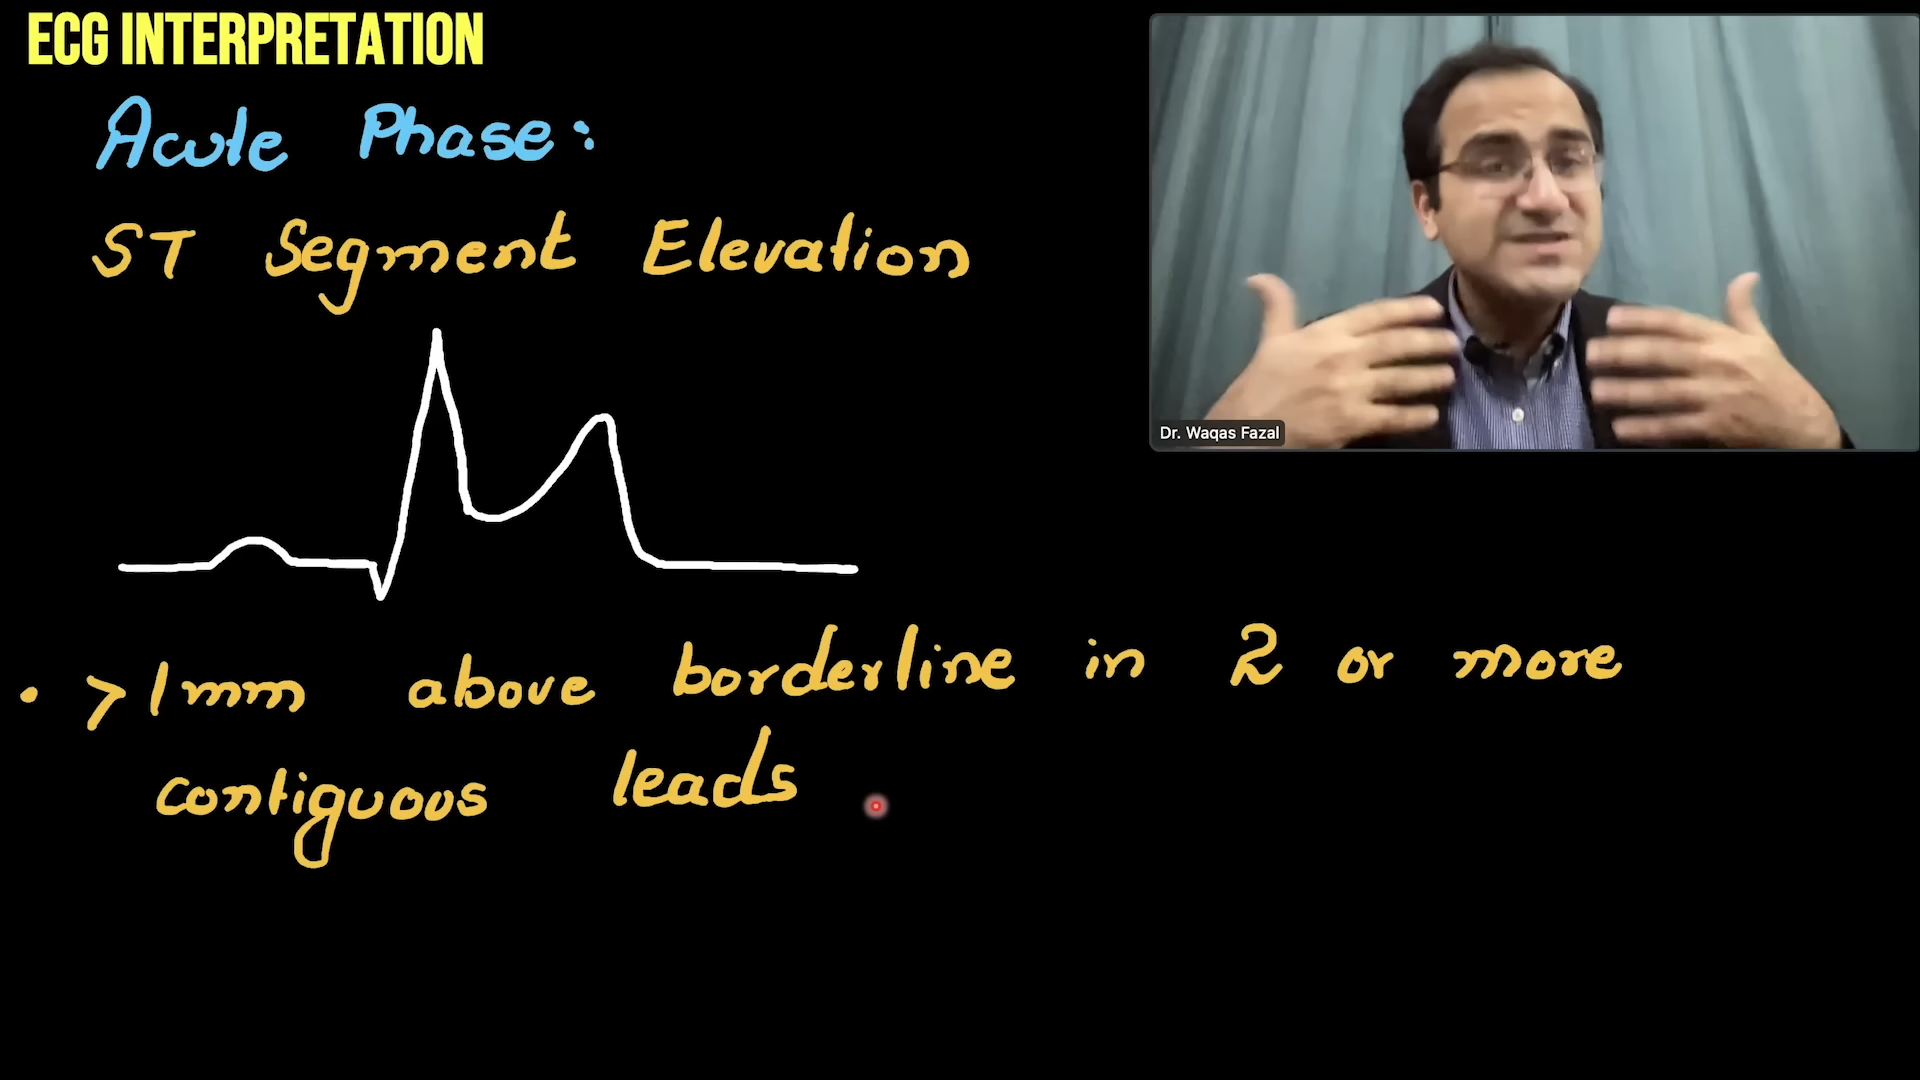 ECG INTERPRETATION
Acute Phase:
ST Segment Elevation
Dr. Waqas Fazal
• >1mm above borderline in 2 or more
contiguous leads